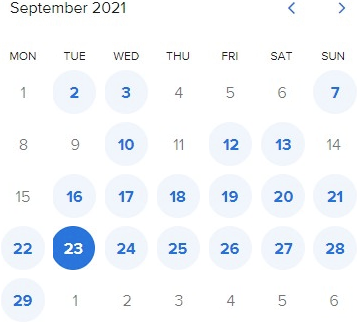 September 2021
MON TUE WED THU FRI SAT SUN
1 2 3 4 5 6 7
8 9 10 11 12 13 14
15 16 17 18 19 20 21
22 23 24 25 26 27 28
29 1 2 3 4 5 6